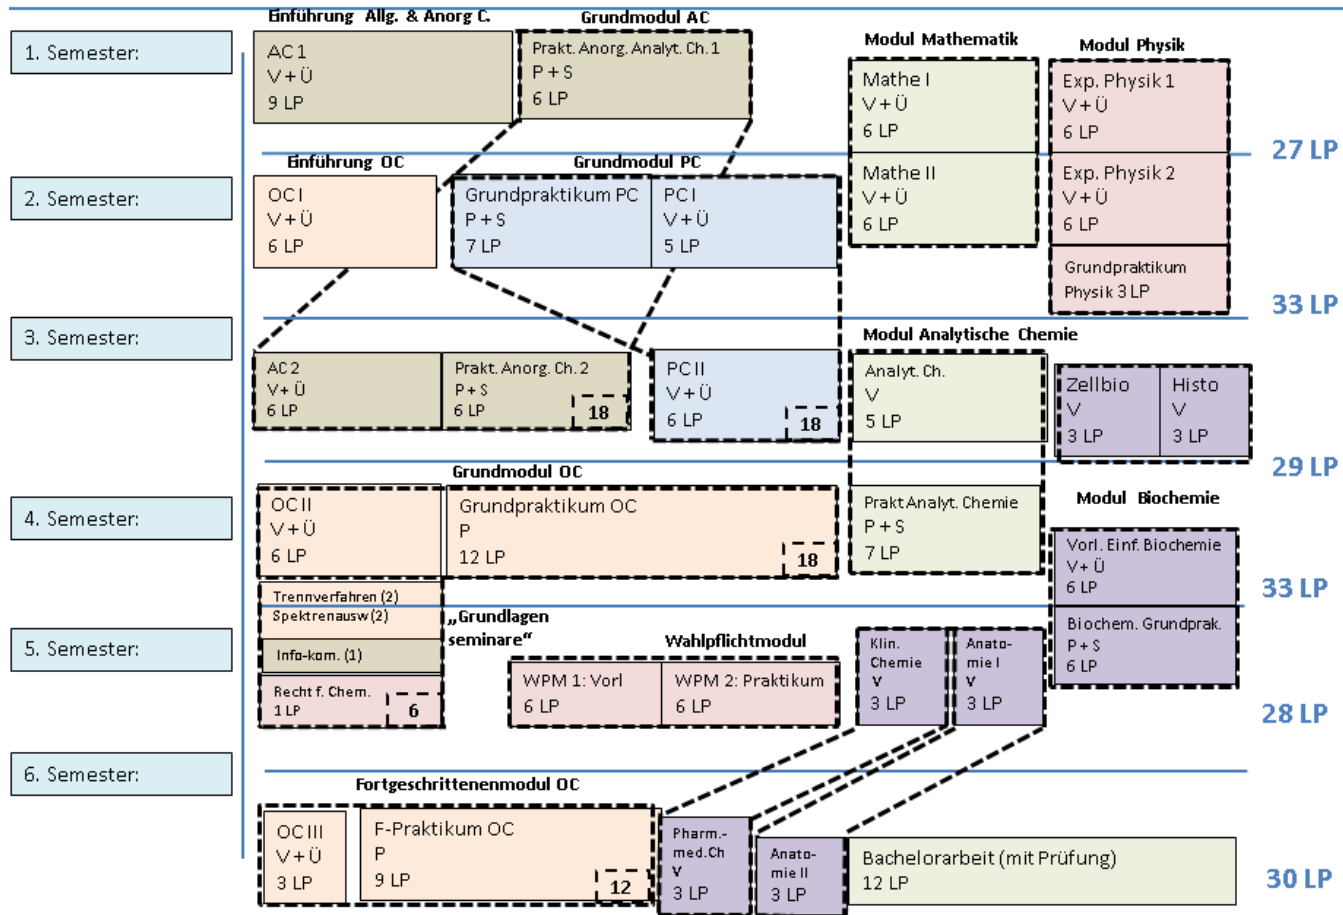 Einführung Allg. & Anorg C.
Grundmodul AC
1. Semester:
AC 1
V + Ü
9 LP
Prakt. Anorg. Analyt. Ch. 1
P + S
6 LP
Modul Mathematik
Mathe I
V + Ü
6 LP
Modul Physik
Exp. Physik 1
V + Ü
6 LP
27 LP
Einführung OC
Grundmodul PC
2. Semester:
OC I
V + Ü
6 LP
Grundpraktikum PC
P + S
7 LP
PC I
V + Ü
5 LP
Mathe II
V + Ü
6 LP
Exp. Physik 2
V + Ü
6 LP
Grundpraktikum
Physik 3 LP
33 LP
3. Semester:
Modul Analytische Chemie
AC 2
V + Ü
6 LP
Prakt. Anorg. Ch. 2
P + S
6 LP
18
PC II
V + Ü
6 LP
18
Analyt. Ch.
V
5 LP
Zellbio
V
3 LP
Histo
V
3 LP
29 LP
Grundmodul OC
4. Semester:
OC II
V + Ü
6 LP
Grundpraktikum OC
P
12 LP
18
Prakt Analyt. Chemie
P + S
7 LP
Modul Biochemie
Vorl. Einf. Biochemie
V + Ü
6 LP
33 LP
Trennverfahren (2)
Spektrenausw (2)
„Grundlagen
seminare“
5. Semester:
Info-kom. (1)
Recht f. Chem.
1 LP
6
Wahlpflichtmodul
WPM 1: Vorl
6 LP
WPM 2: Praktikum
6 LP
Klin.
Chemie
V
3 LP
Anato-
mie I
V
3 LP
Biochem. Grundprak.
P + S
6 LP
28 LP
6. Semester:
Fortgeschrittenenmodul OC
OC III
V + Ü
3 LP
F-Praktikum OC
P
9 LP
12
Pharm.-
med.Ch
V
3 LP
Anato-
mie II
3 LP
Bachelorarbeit (mit Prüfung)
12 LP
30 LP